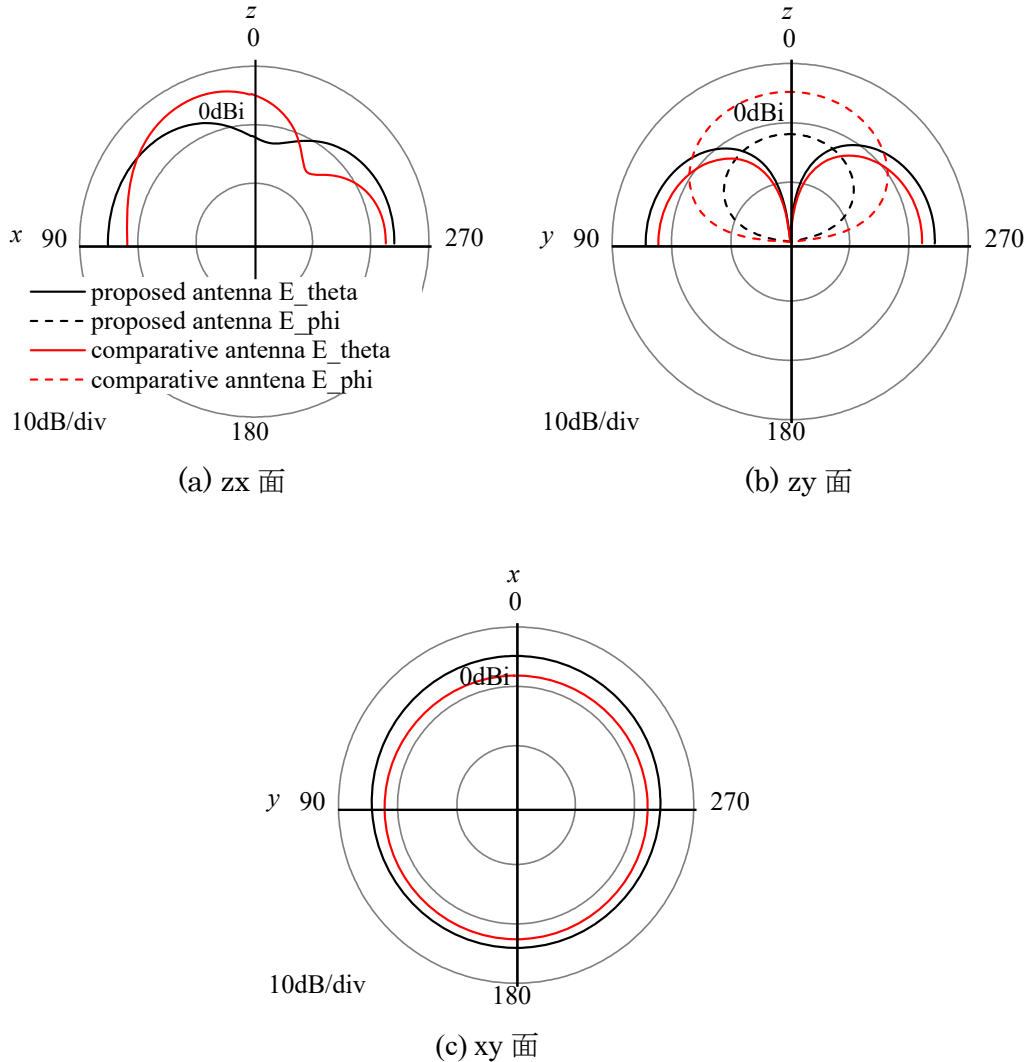 z
0
0dBi
x 90
270
proposed antenna E_theta
proposed antenna E_phi
comparative antenna E_theta
comparative anntena E_phi
10dB/div
180
(a) zx 面
z
0
0dBi
y 90
270
10dB/div
180
(b) zy 面
x
0
0dBi
y 90
270
10dB/div
180
(c) xy 面